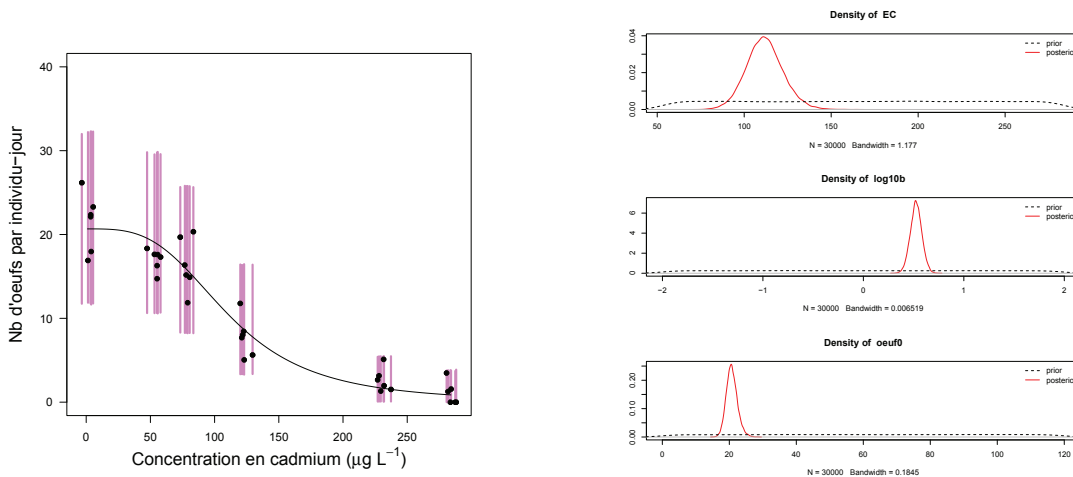 Nb d'oeufs par individu−jour
40
30
20
10
0
0 50 100 150 200 250
Concentration en cadmium (μg L−1)
Density of EC
0.04
0.02
0.00
prior
posterio
50 100 150 200 250
N = 30000 Bandwidth = 1.177
Density of log10b
6
4
2
0
prior
posterio
−2 −1 0 1 2
N = 30000 Bandwidth = 0.006519
Density of oeuf0
0.20
0.10
0.00
prior
posterio
0 20 40 60 80 100 120
N = 30000 Bandwidth = 0.1845